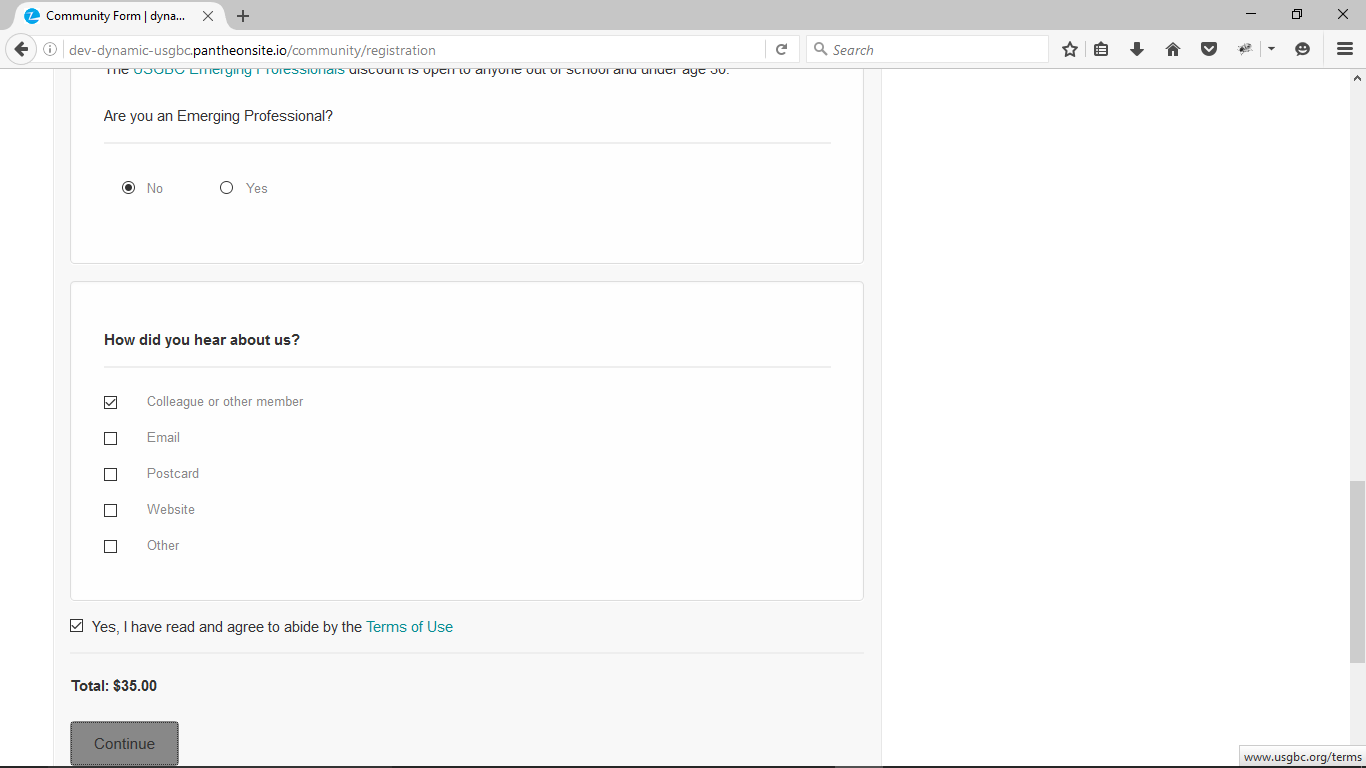 Community Form | dyna...
dev-dynamic-usgbc.pantheonsite.io/community/registration
Search
The USGBC Emerging Professionals discount is open to anyone out of school and under age 30.
Are you an Emerging Professional?
No
Yes
How did you hear about us?
Colleague or other member
Email
Postcard
Website
Other
Yes, I have read and agree to abide by the Terms of Use
Total: $35.00
Continue
www.usgbc.org/terms